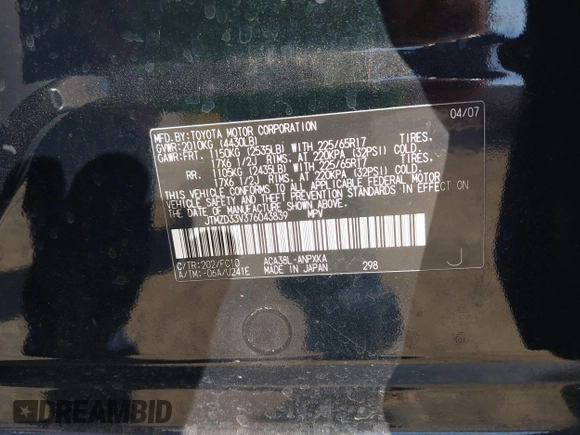 04/07
MFD.BY:TOYOTA MOTOR CORPORATION
GVWR:2010KG (4430LB)
GAWR:FRT. 1150KG (2535LB) WITH 225/65R17 TIRES.
17X6 1/2J RIMS. AT 220KPA (32PSI) COLD.
RR. 1105KG (2435LB) WITH 225/65R17 TIRES.
17X6 1/2J RIMS. AT 220KPA (32PSI) COLD.
THIS VEHICLE CONFORMS TO ALL APPLICABLE FEDERAL MOTOR
VEHICLE SAFETY AND THEFT PREVENTION STANDARDS IN EFFECT
ON THE DATE OF MANUFACTURE SHOWN ABOVE.
JTMZD33V376043839 MPV
C/TR:202/FC10 ACA38L-ANPXKA
A/TM:-06A/U241E MADE IN JAPAN 298
J
DREAMBID